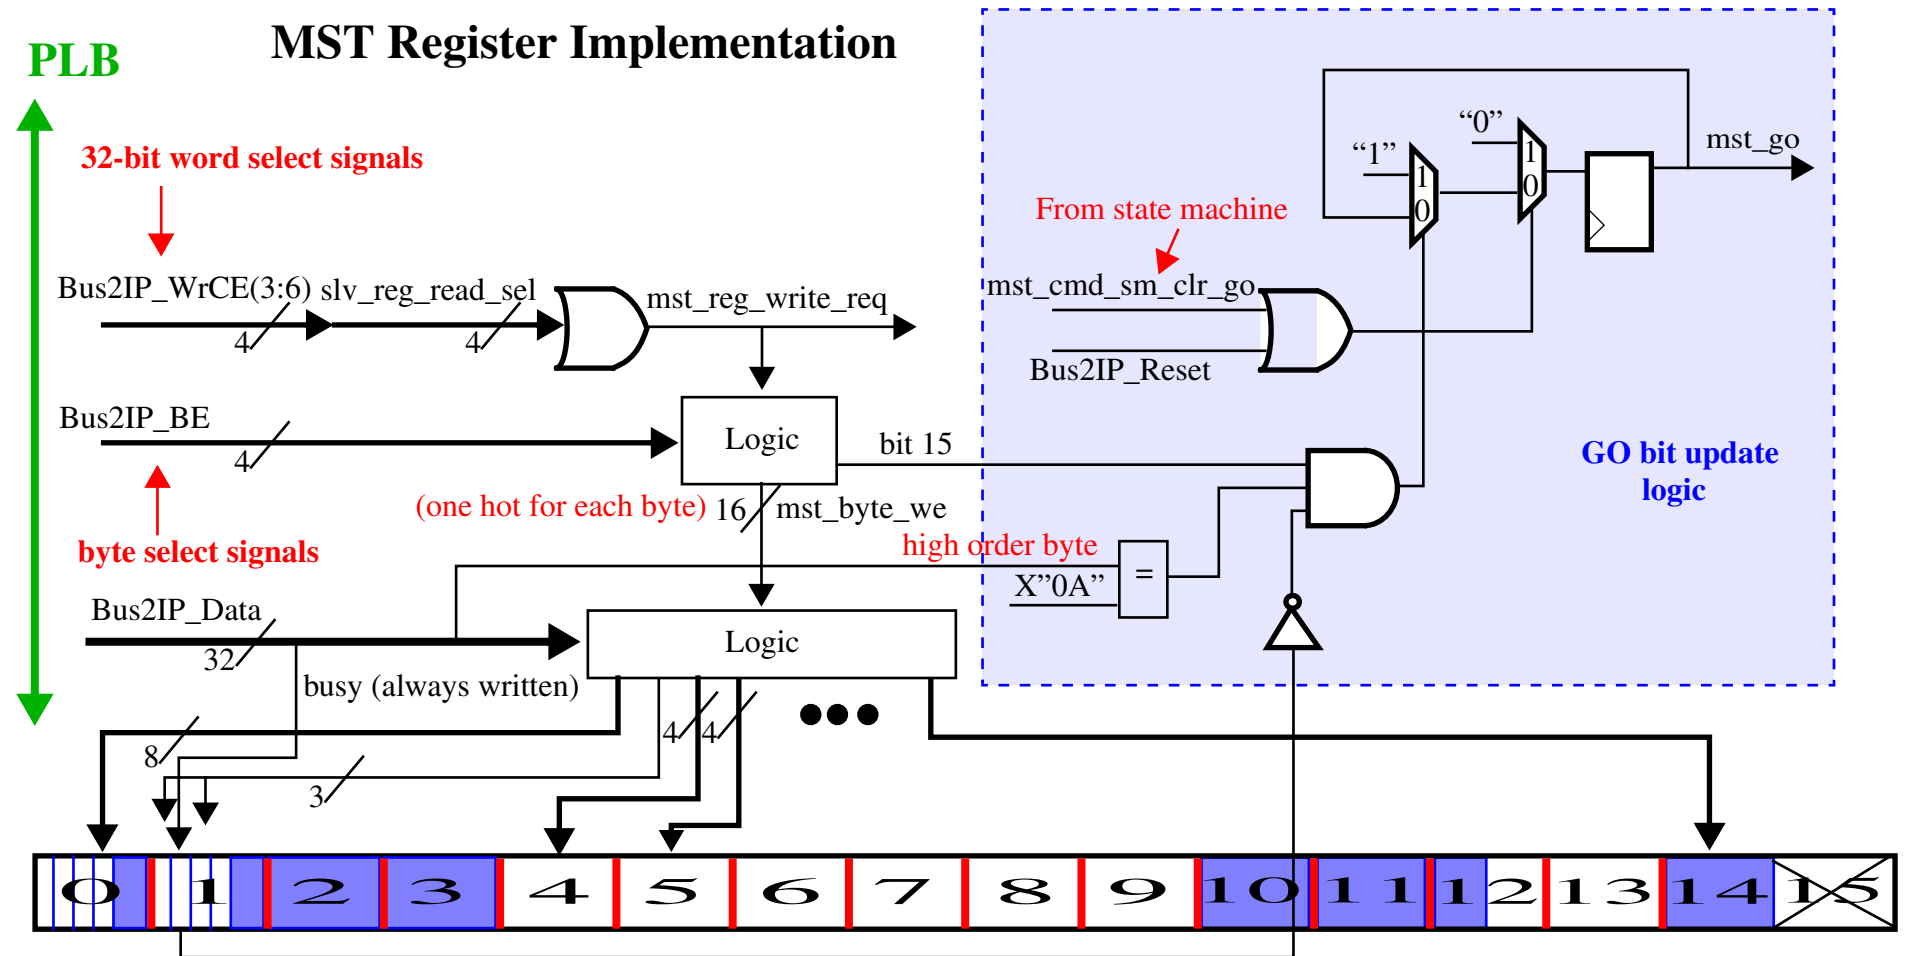 MST Register Implementation
PLB
32-bit word select signals
Bus2IP_WrCE(3:6)
slv_reg_read_sel
mst_reg_write_req
4
4
Bus2IP_BE
4
byte select signals
Logic
bit 15
(one hot for each byte)
16
mst_byte_we
high order byte
X”0A”
=
Bus2IP_Data
32
Logic
busy (always written)
8
3
4
4
“1”
1
0
“0”
1
0
mst_go
From state machine
mst_cmd_sm_clr_go
Bus2IP_Reset
GO bit update
logic
0 1 2 3 4 5 6 7 8 9 10 11 12 13 14 15